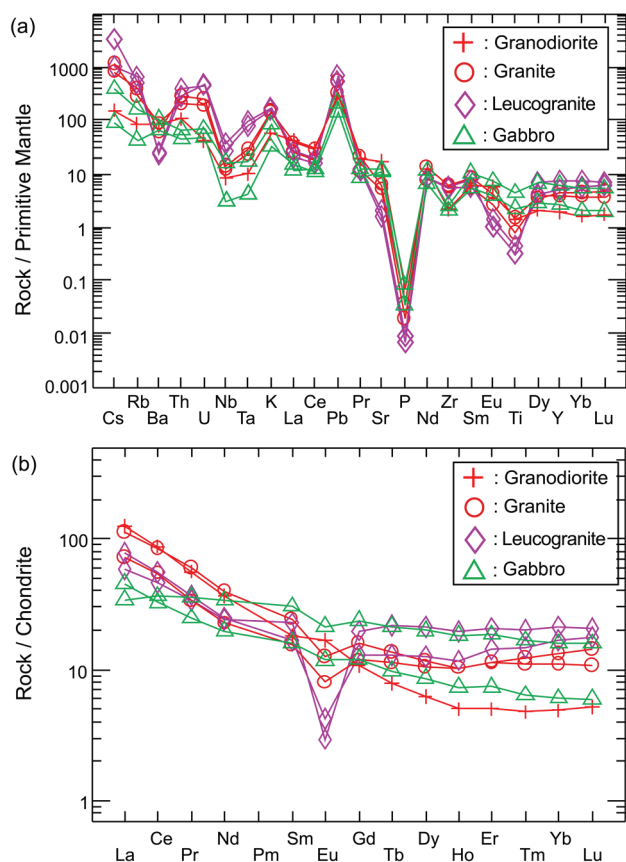 (a)
: Granodiorite
: Granite
: Leucogranite
: Gabbro
1000
100
10
1
0.1
0.01
0.001
Rock / Primitive Mantle
Rb Th Nb K Ce Pr P Zr Eu Dy Yb
Cs Ba U Ta La Pb Sr Nd Sm Ti Y Lu
(b)
: Granodiorite
: Granite
: Leucogranite
: Gabbro
100
10
1
Rock / Chondrite
Ce Nd Sm Gd Dy Er Yb
La Pr Pm Eu Tb Ho Tm Lu